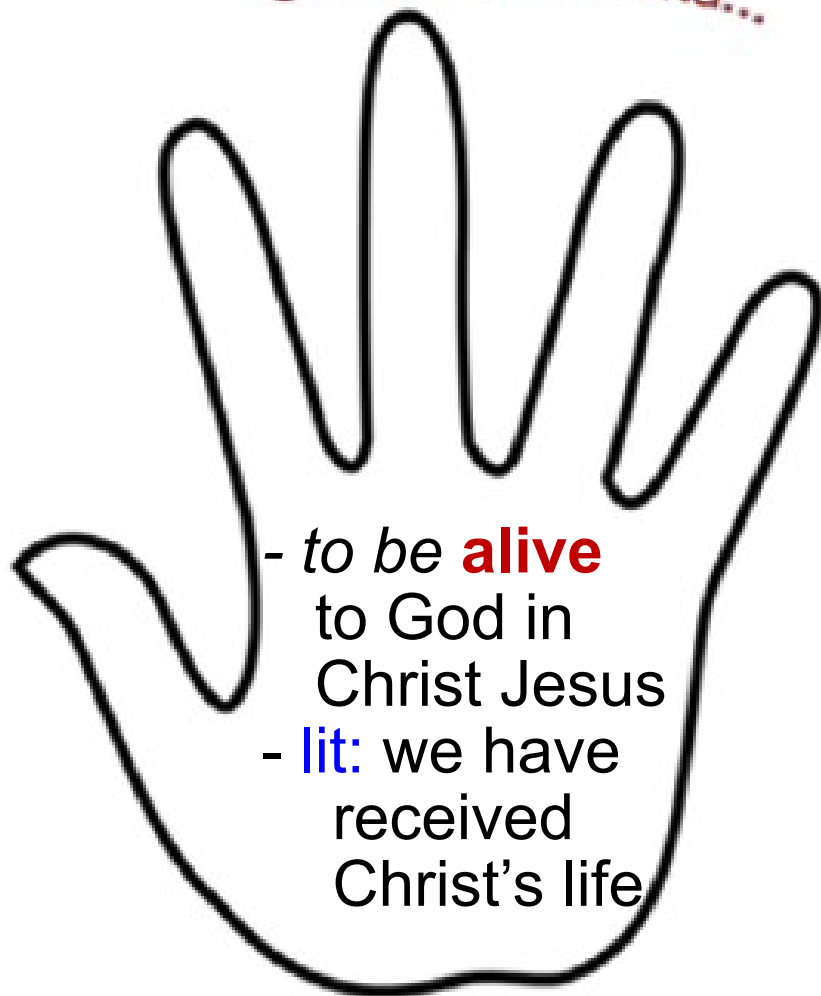 - to be alive
to God in
Christ Jesus
- lit: we have
received
Christ’s life